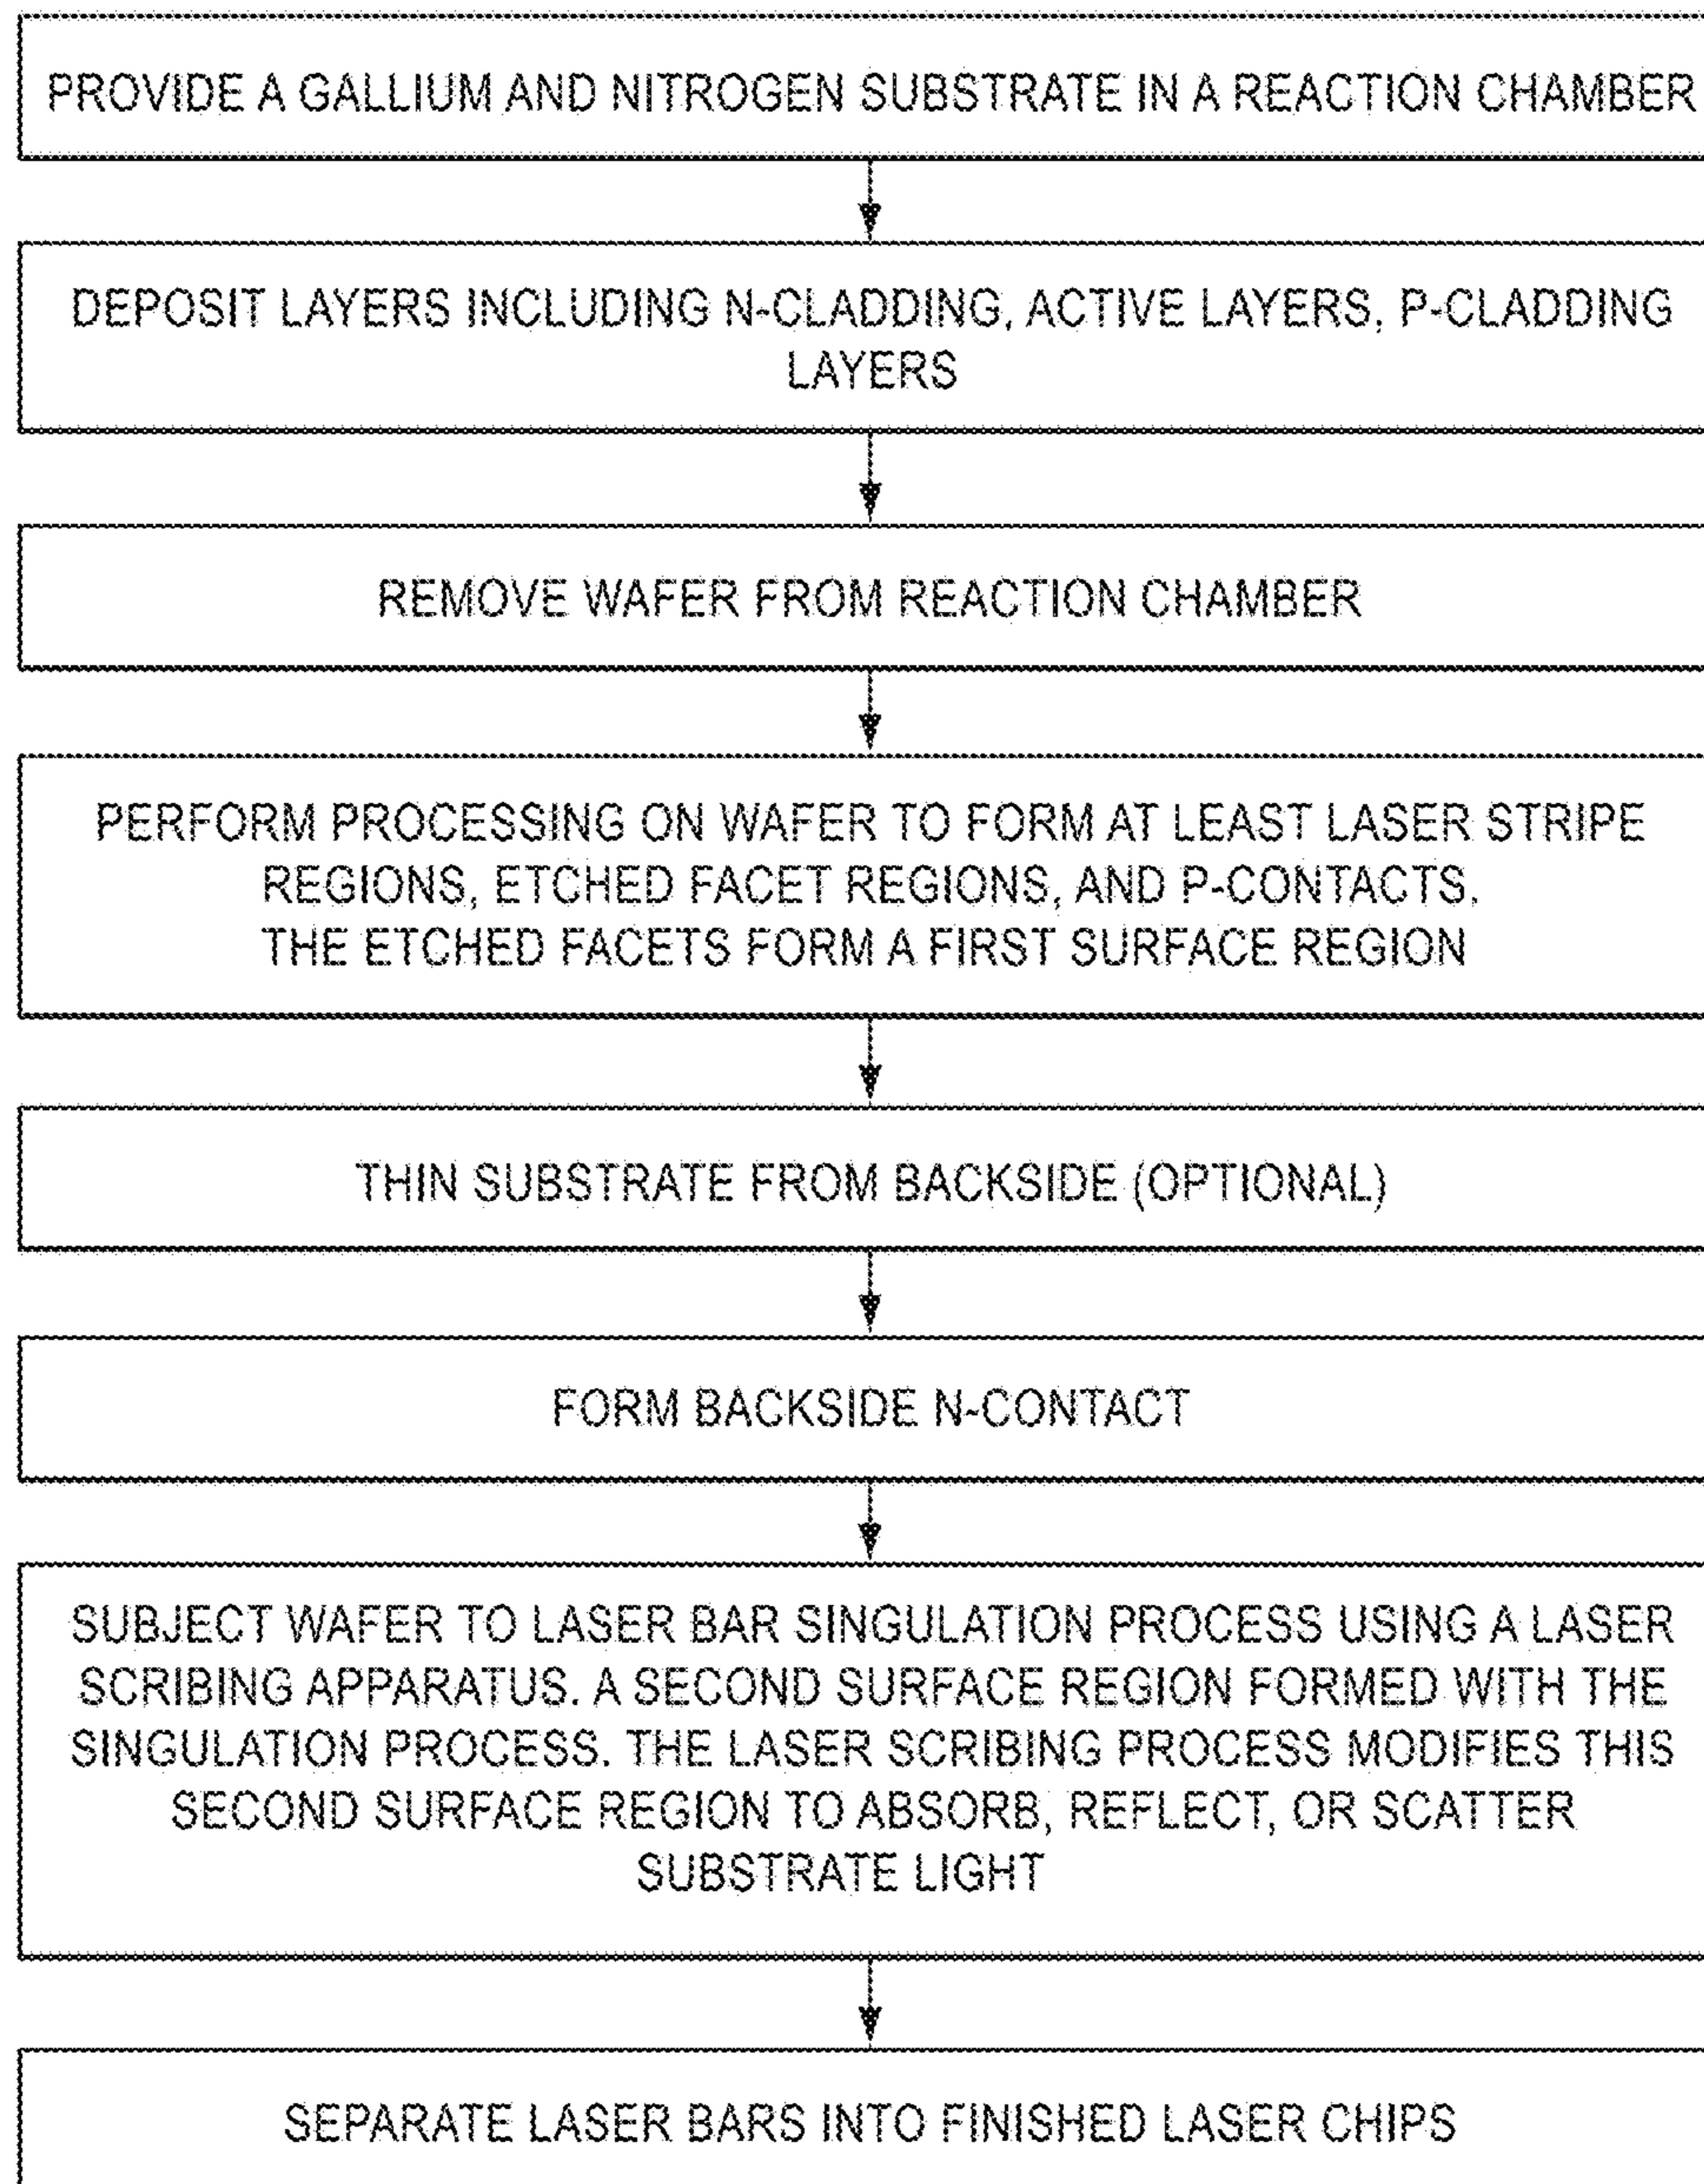 PROVIDE A GALLIUM AND NITROGEN SUBSTRATE IN A REACTION CHAMBER
DEPOSIT LAYERS INCLUDING N-CLADDING, ACTIVE LAYERS, P-CLADDING
LAYERS
REMOVE WAFER FROM REACTION CHAMBER
PERFORM PROCESSING ON WAFER TO FORM AT LEAST LASER STRIPE
REGIONS, ETCHED FACET REGIONS, AND P-CONTACTS.
THE ETCHED FACETS FORM A FIRST SURFACE REGION
THIN SUBSTRATE FROM BACKSIDE (OPTIONAL)
FORM BACKSIDE N-CONTACT
SUBJECT WAFER TO LASER BAR SINGULATION PROCESS USING A LASER
SCRIBING APPARATUS. A SECOND SURFACE REGION FORMED WITH THE
SINGULATION PROCESS. THE LASER SCRIBING PROCESS MODIFIES THIS
SECOND SURFACE REGION TO ABSORB, REFLECT, OR SCATTER
SUBSTRATE LIGHT
SEPARATE LASER BARS INTO FINISHED LASER CHIPS